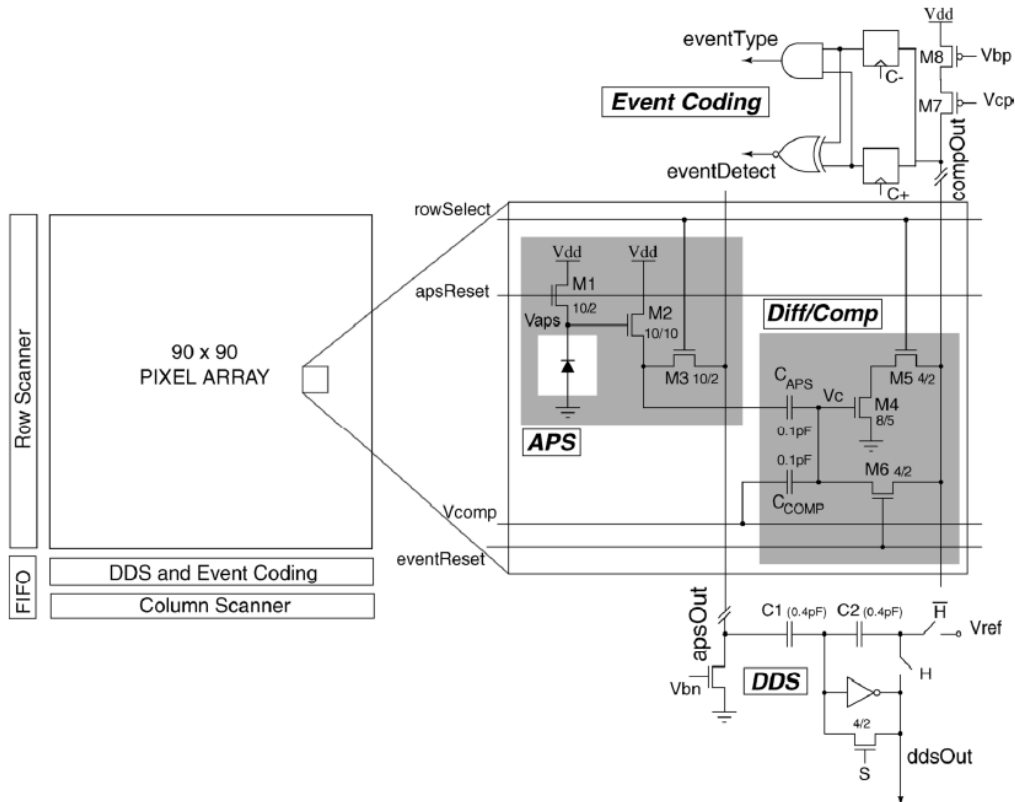 eventType
Event Coding
eventDetect
C-
C+
Vdd
M8
Vbp
M7
Vcp
compOut
rowSelect
apsReset
Vcomp
eventReset
Vdd
M1
10/2
Vaps
Vdd
M2
10/10
M3 10/2
APS
Diff/Comp
M5 4/2
C_APS
Vc
M4
8/5
0.1pF
0.1pF
M6 4/2
C_COMP
Row Scanner
90 x 90
PIXEL ARRAY
FIFO
DDS and Event Coding
Column Scanner
apsOut
C1 (0.4pF)
C2 (0.4pF)
H̅
Vref
H
Vbn
DDS
4/2
S
ddsOut